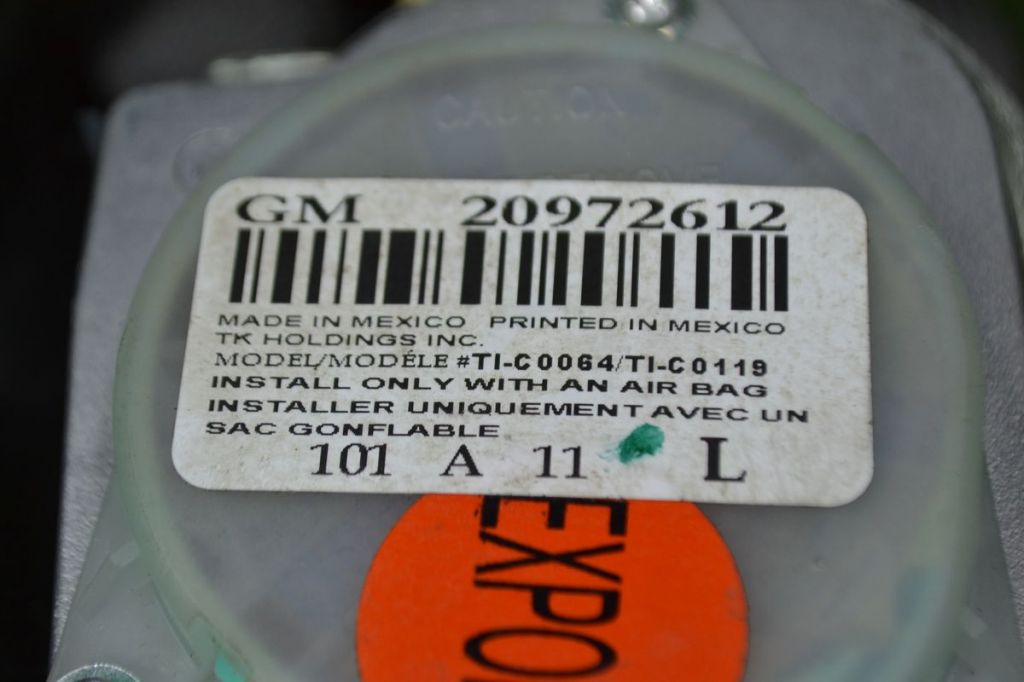 GM 20972612
MADE IN MEXICO PRINTED IN MEXICO
TK HOLDINGS INC.
MODEL/MODÉLE #TI-C0064/TI-C0119
INSTALL ONLY WITH AN AIR BAG
INSTALLER UNIQUEMENT AVEC UN
SAC GONFLABLE
101 A 11 L
EXPO